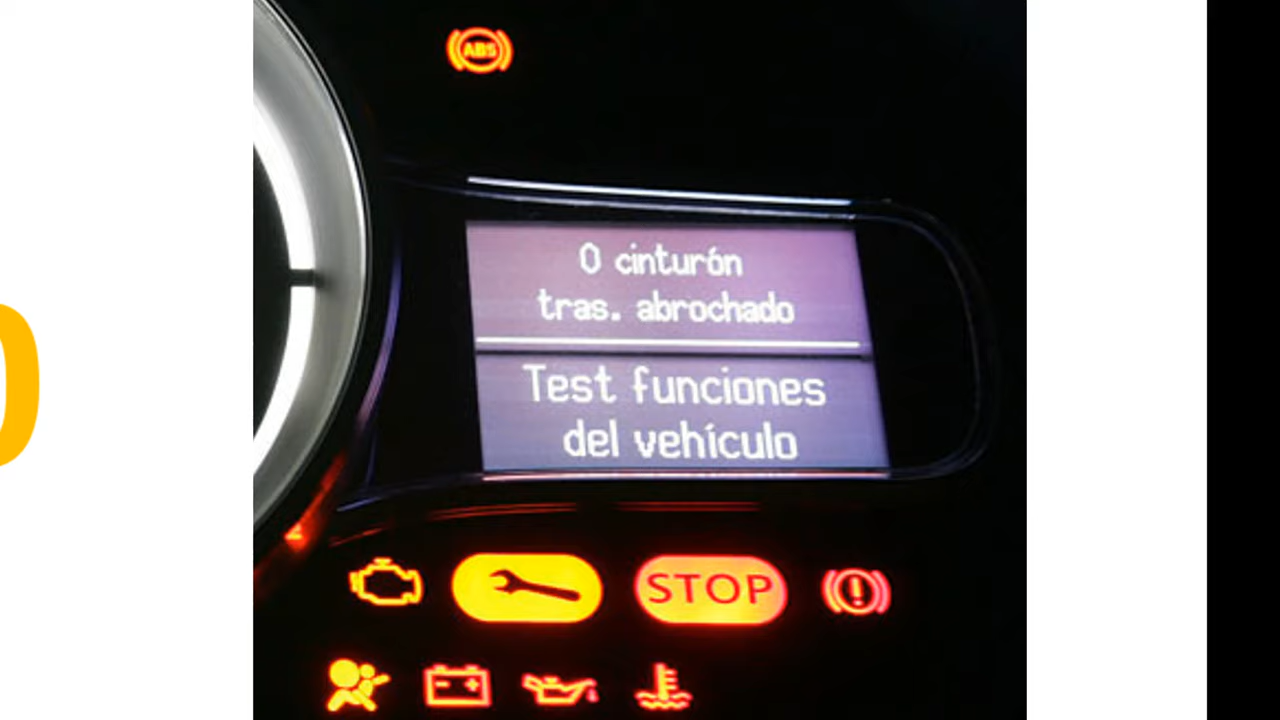 ABS
0 cinturón
tras. abrochado
Test funciones
del vehículo
STOP